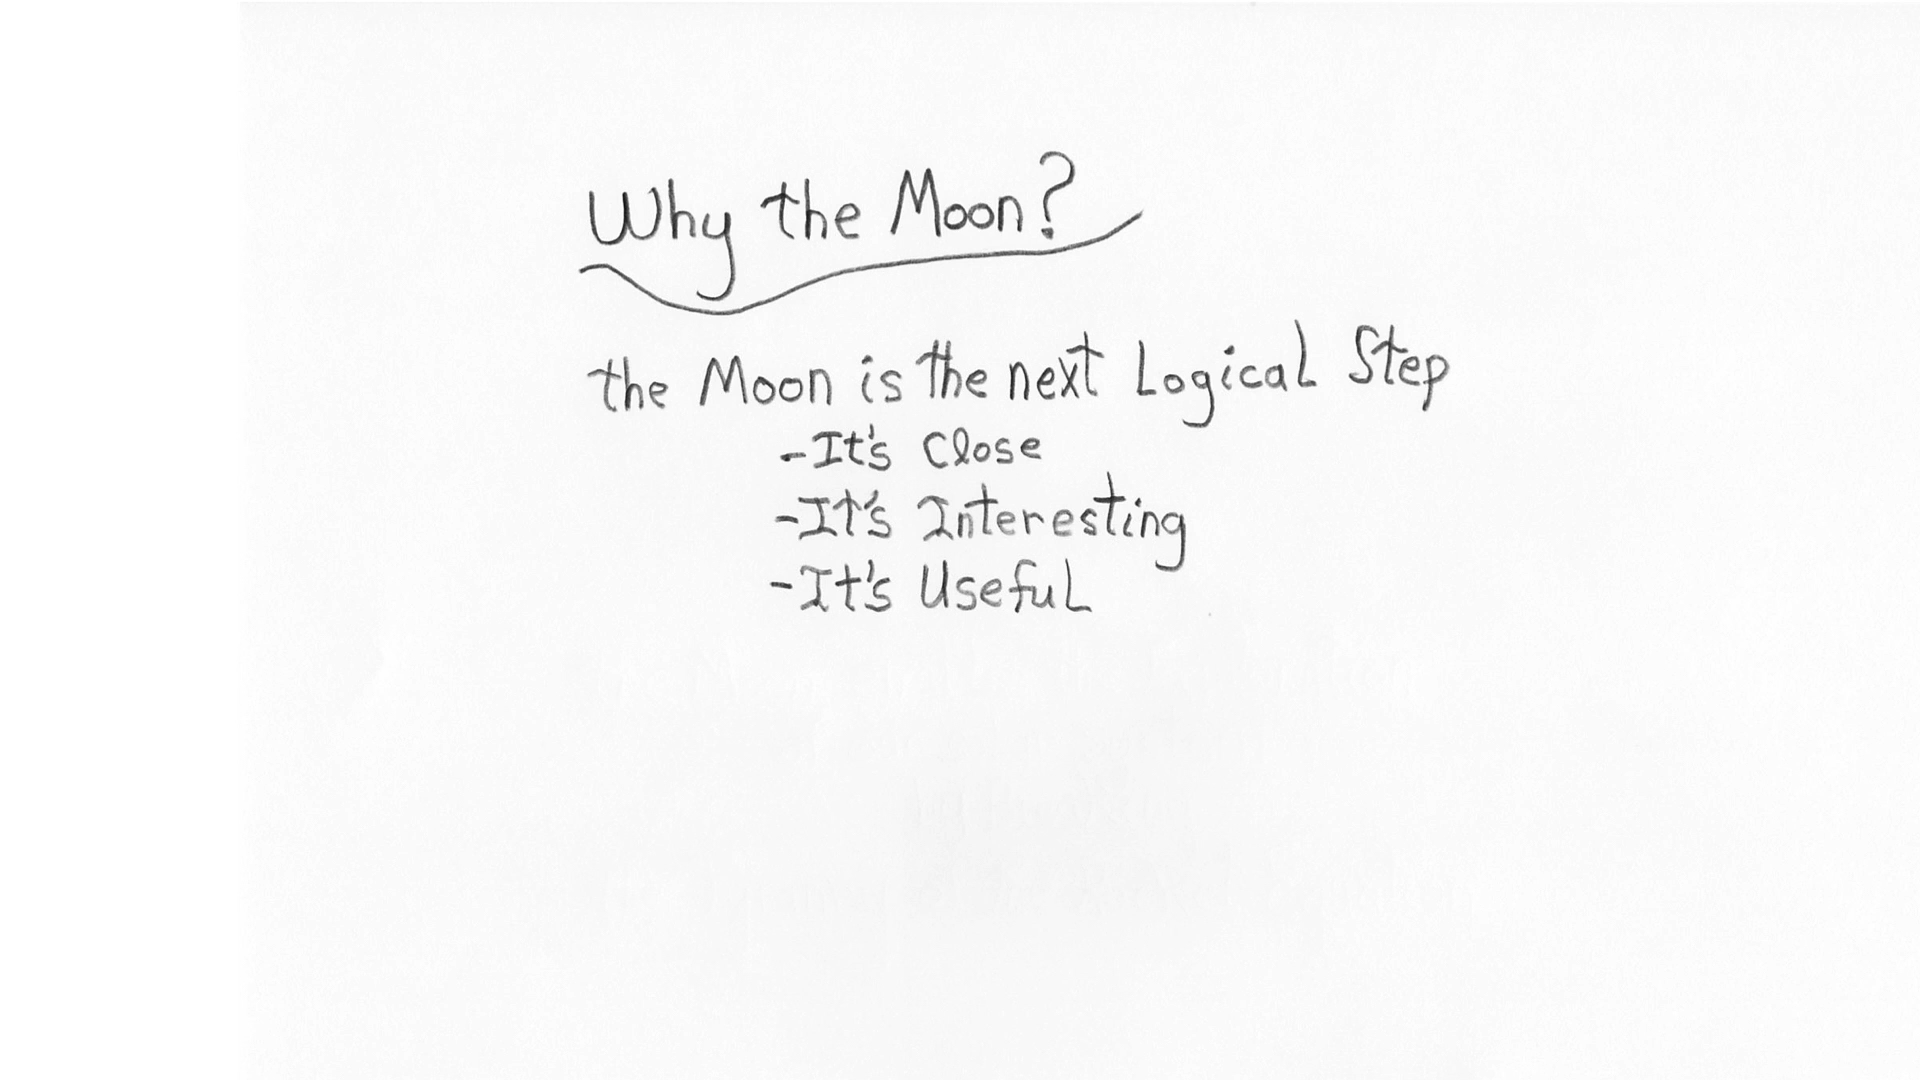 Why the Moon?
the Moon is the next Logical Step
-It's Close
-It's Interesting
-It's Useful